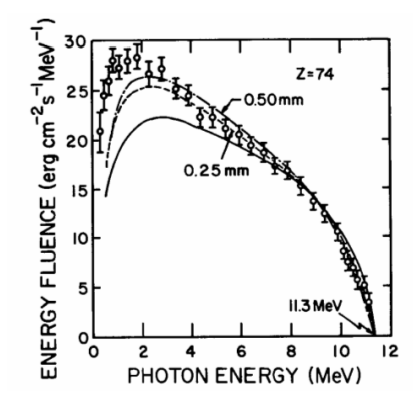 ENERGY FLUENCE (erg cm⁻² s⁻¹ MeV⁻¹)
30
25
20
15
10
5
0
Z=74
0.50mm
0.25mm
11.3 MeV
0 2 4 6 8 10 12
PHOTON ENERGY (MeV)